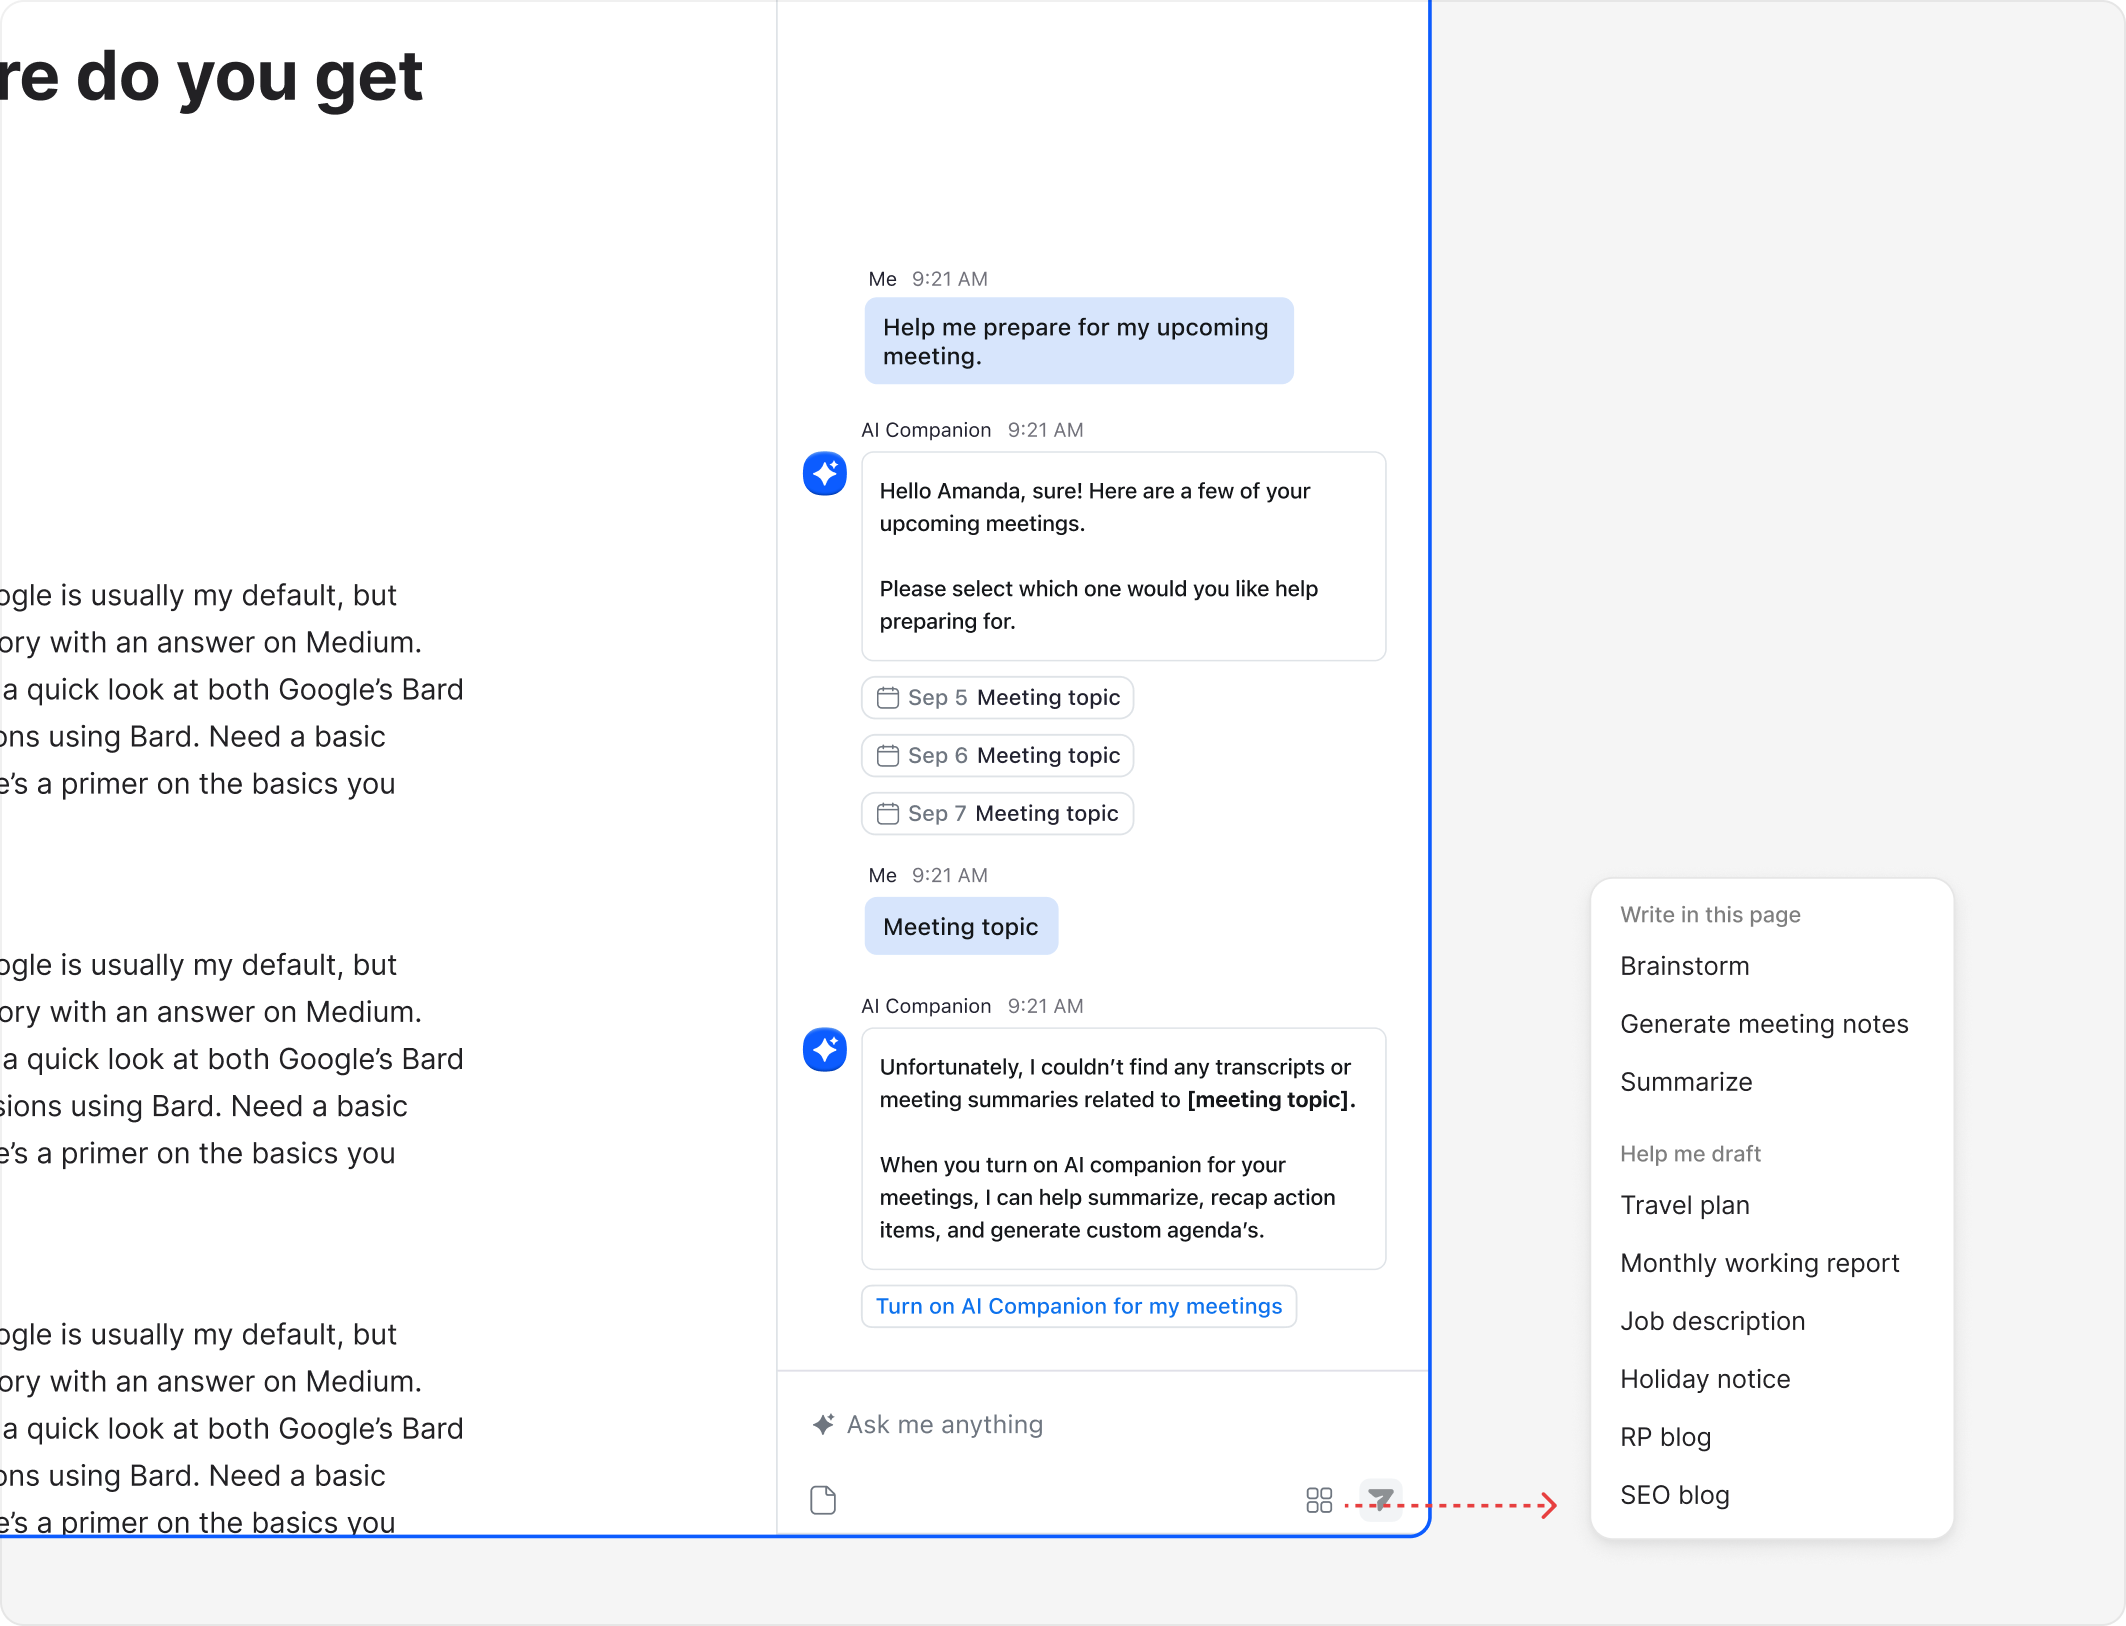 re do you get
ogle is usually my default, but
ory with an answer on Medium.
a quick look at both Google’s Bard
ons using Bard. Need a basic
e’s a primer on the basics you
ogle is usually my default, but
ory with an answer on Medium.
a quick look at both Google’s Bard
sions using Bard. Need a basic
e’s a primer on the basics you
ogle is usually my default, but
ory with an answer on Medium.
a quick look at both Google’s Bard
ons using Bard. Need a basic
e’s a primer on the basics you
Me 9:21 AM
Help me prepare for my upcoming
meeting.
AI Companion 9:21 AM
Hello Amanda, sure! Here are a few of your
upcoming meetings.
Please select which one would you like help
preparing for.
Sep 5 Meeting topic
Sep 6 Meeting topic
Sep 7 Meeting topic
Me 9:21 AM
Meeting topic
AI Companion 9:21 AM
Unfortunately, I couldn’t find any transcripts or
meeting summaries related to [meeting topic].
When you turn on AI companion for your
meetings, I can help summarize, recap action
items, and generate custom agenda’s.
Turn on AI Companion for my meetings
Ask me anything
Write in this page
Brainstorm
Generate meeting notes
Summarize
Help me draft
Travel plan
Monthly working report
Job description
Holiday notice
RP blog
SEO blog